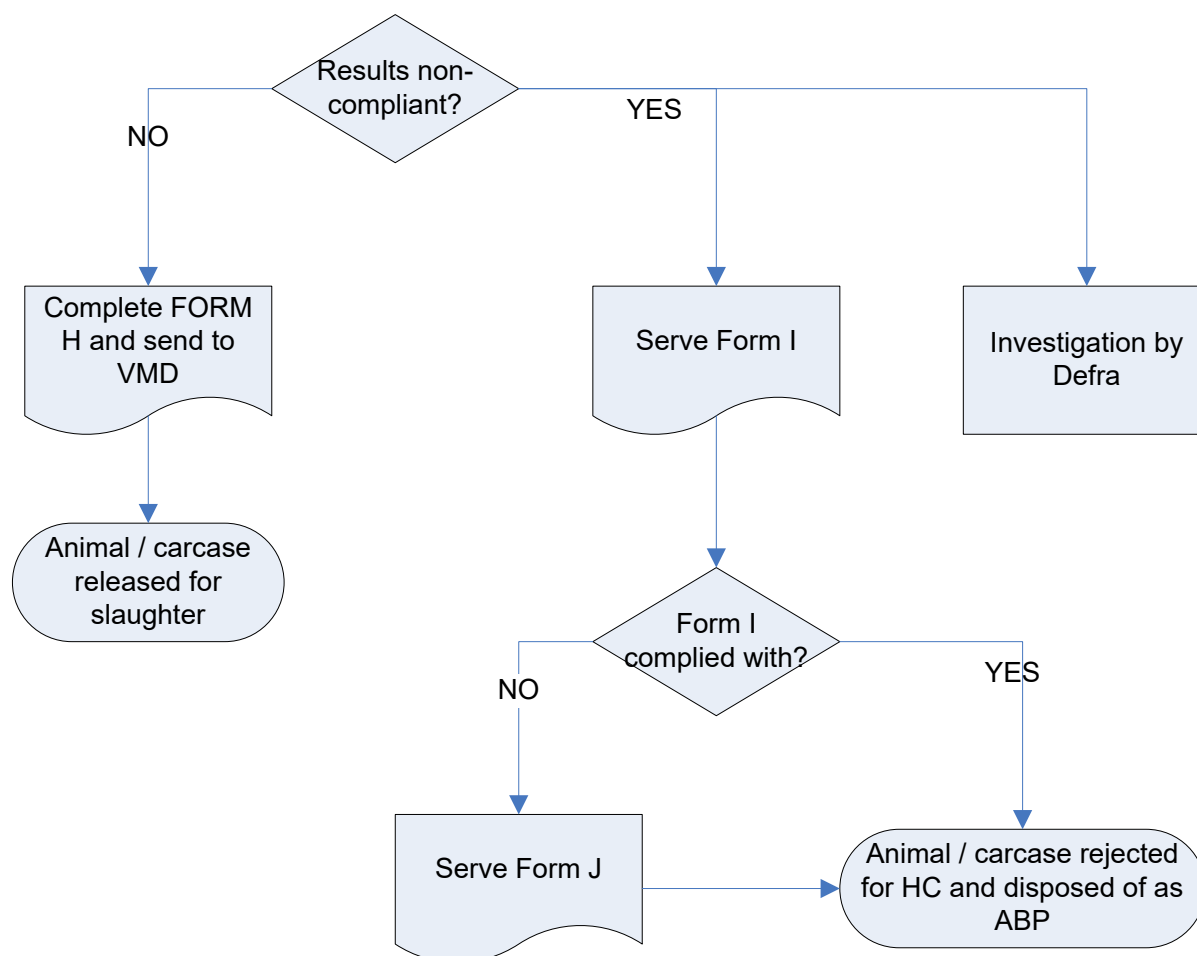 Results non-
compliant?
NO
YES
Complete FORM
H and send to
VMD
Serve Form I
Investigation by
Defra
Animal / carcase
released for
slaughter
Form I
complied with?
NO
YES
Serve Form J
Animal / carcase rejected
for HC and disposed of as
ABP